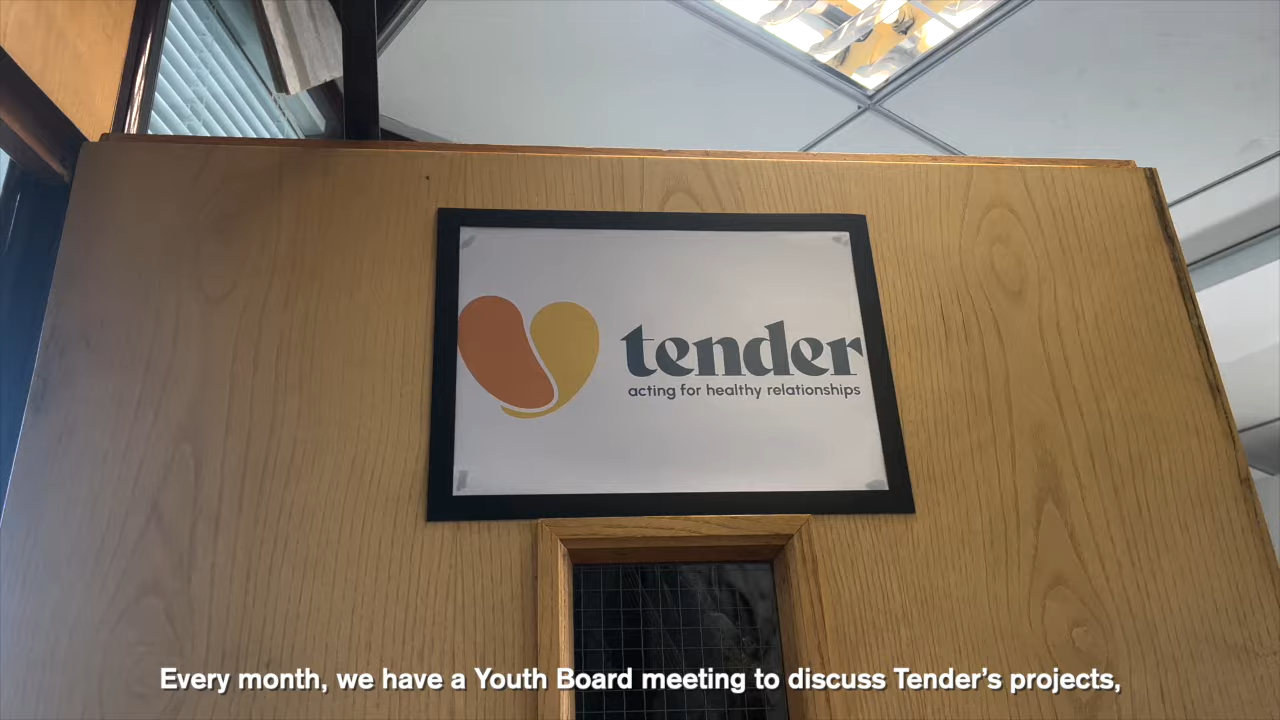 tender
acting for healthy relationships
Every month, we have a Youth Board meeting to discuss Tender’s projects,